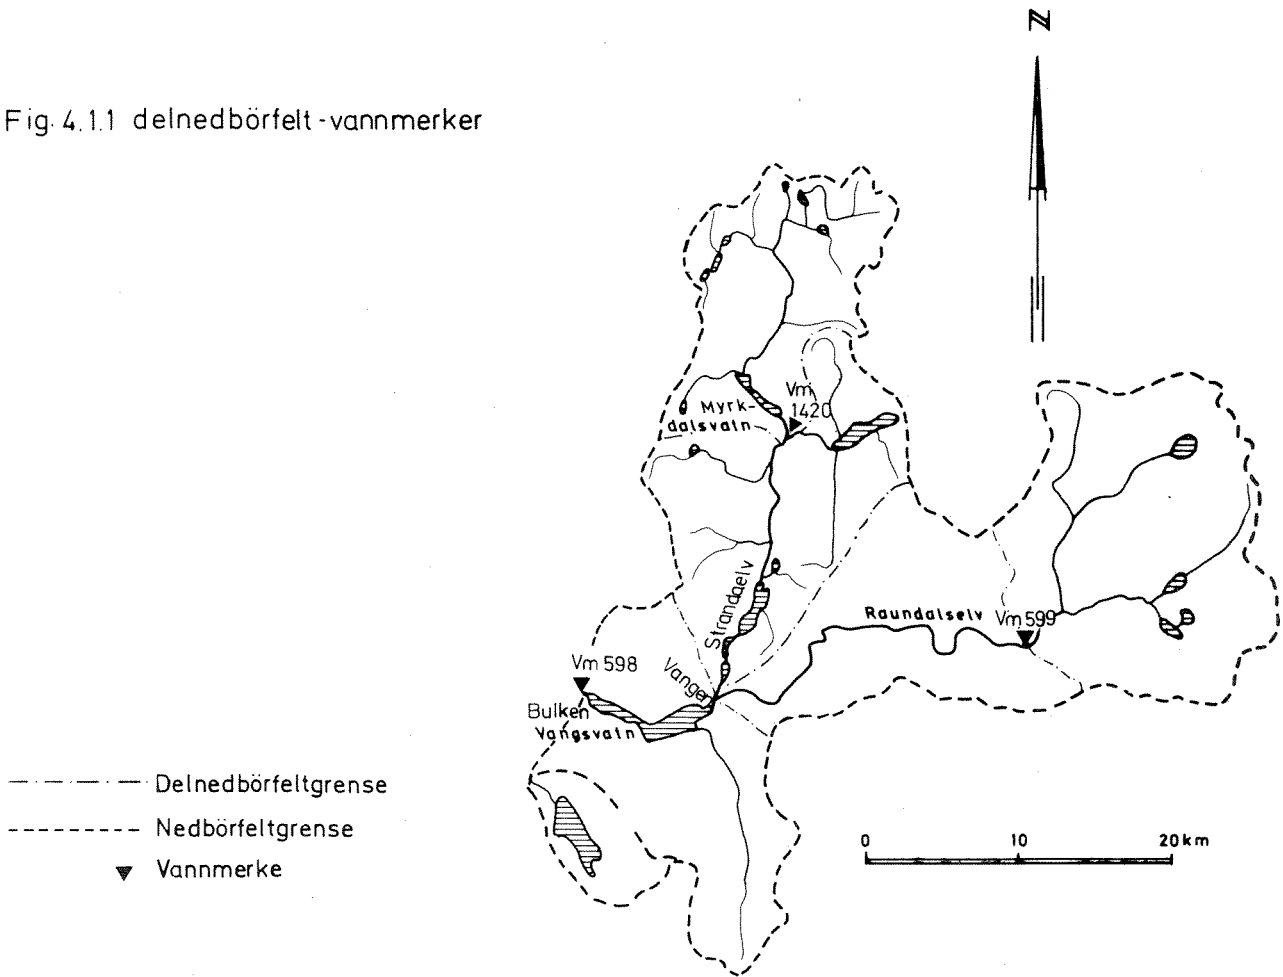 N
Fig. 4.1.1 delnedbörfelt - vannmerker
Vm
1420
Myrk-
dalsvatn
Strandaelv
Raundalselv
Vm 599
Vm 598
Vangen
Bulken
Vangsvatn
Delnedbörfeltgrense
Nedbörfeltgrense
Vannmerke
0 10 20 km